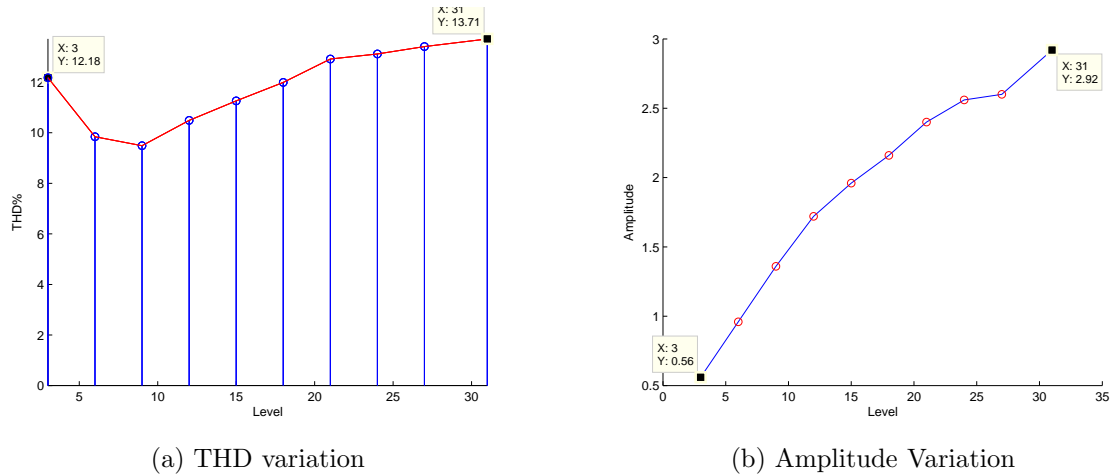 X: 31
Y: 13.71
X: 3
Y: 12.18
12
10
8
6
4
2
0
THD%
5
10
15
20
25
30
Level
(a) THD variation
3
2.5
2
1.5
1
0.5
Amplitude
X: 31
Y: 2.92
X: 3
Y: 0.56
0
5
10
15
20
25
30
35
Level
(b) Amplitude Variation